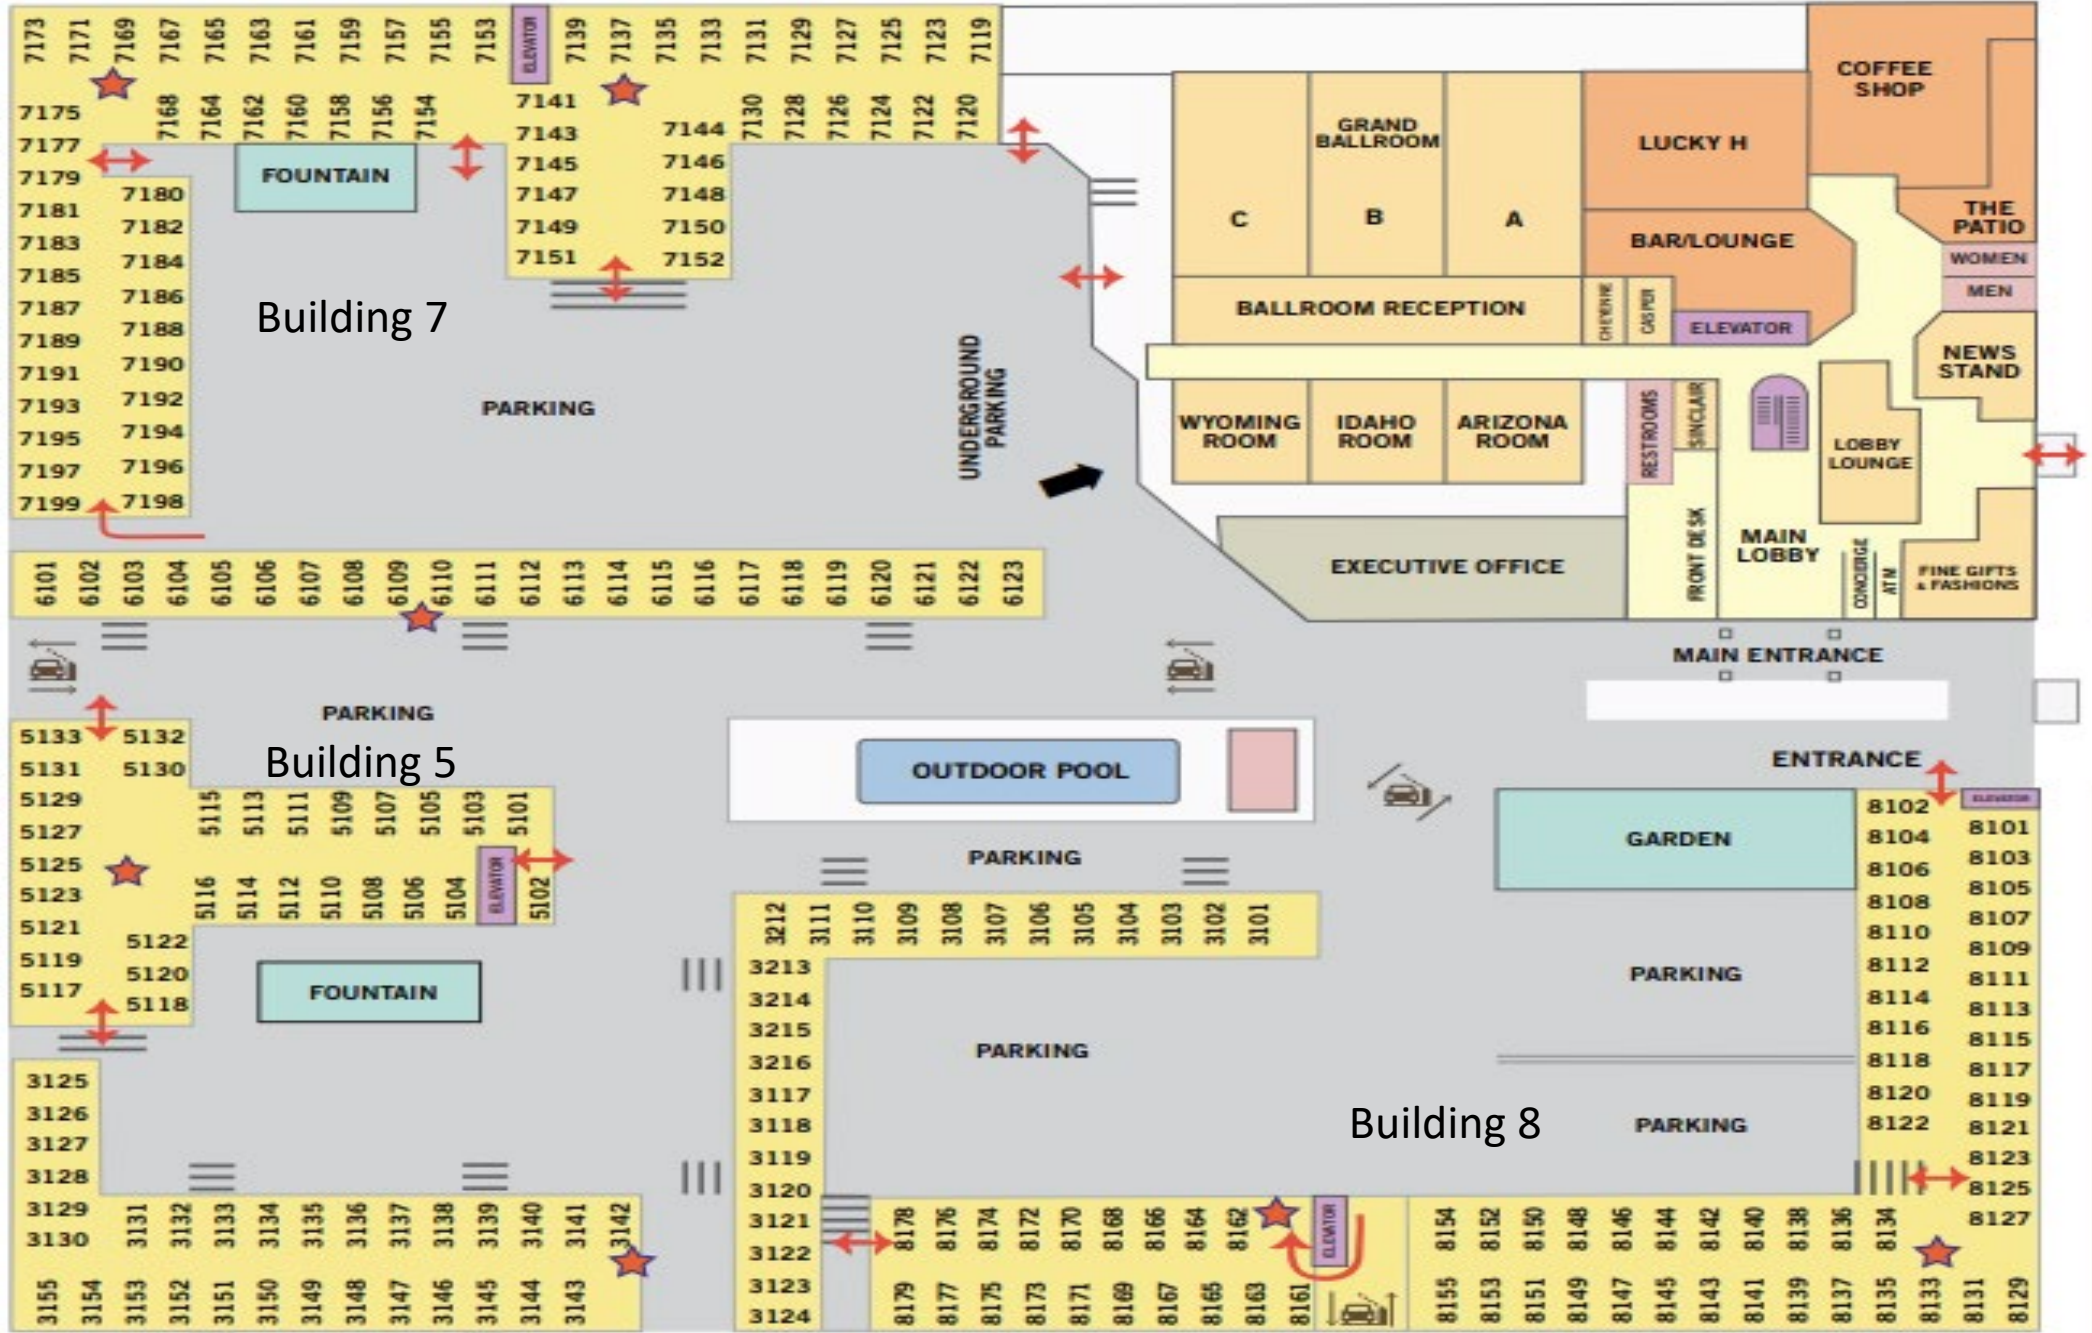 7173 7171 7169 7167 7165 7163 7161 7159 7157 7155 7153 ELEVATOR 7139 7137 7135 7133 7131 7129 7127 7125 7123 7119
7175
7177
7179
7181
7183
7185
7187
7189
7191
7193
7195
7197
7199
7168 7164 7162 7160 7158 7156 7154
7180
7182
7184
7186
7188
7190
7192
7194
7196
7198
FOUNTAIN
7141
7143
7145
7147
7149
7151
7144
7146
7148
7150
7152
7130 7128 7126 7124 7122 7120
Building 7
PARKING
UNDERGROUND
PARKING
C
GRAND
BALLROOM
B
A
LUCKY H
COFFEE
SHOP
THE
PATIO
BAR/LOUNGE
WOMEN
MEN
BALLROOM RECEPTION
CHEYENNE
CASPER
ELEVATOR
NEWS
STAND
WYOMING
ROOM
IDAHO
ROOM
ARIZONA
ROOM
RESTROOMS
SINCLAIR
LOBBY
LOUNGE
EXECUTIVE OFFICE
FRONT DESK
MAIN
LOBBY
CONCIERGE
ATM
FINE GIFTS
& FASHIONS
MAIN ENTRANCE
6101 6102 6103 6104 6105 6106 6107 6108 6109 6110 6111 6112 6113 6114 6115 6116 6117 6118 6119 6120 6121 6122 6123
PARKING
Building 5
5133
5131
5129
5127
5125
5123
5121
5119
5117
5132
5130
5115 5113 5111 5109 5107 5105 5103 5101
5116 5114 5112 5110 5108 5106 5104 ELEVATOR 5102
5122
5120
5118
FOUNTAIN
OUTDOOR POOL
PARKING
ENTRANCE
GARDEN
ELEVATOR
8102
8104
8106
8108
8110
8112
8114
8116
8118
8120
8122
8101
8103
8105
8107
8109
8111
8113
8115
8117
8119
8121
8123
8125
8127
PARKING
PARKING
3212 3111 3110 3109 3108 3107 3106 3105 3104 3103 3102 3101
3213
3214
3215
3216
3117
3118
3119
3120
3121
3122
3123
3124
PARKING
Building 8
3125
3126
3127
3128
3129
3130
3131 3132 3133 3134 3135 3136 3137 3138 3139 3140 3141 3142
3155 3154 3153 3152 3151 3150 3149 3148 3147 3146 3145 3144 3143
8178 8176 8174 8172 8170 8168 8166 8164 8162 ELEVATOR 8154 8152 8150 8148 8146 8144 8142 8140 8138 8136 8134
8179 8177 8175 8173 8171 8169 8167 8165 8163 8161 8155 8153 8151 8149 8147 8145 8143 8141 8139 8137 8135 8133 8131 8129